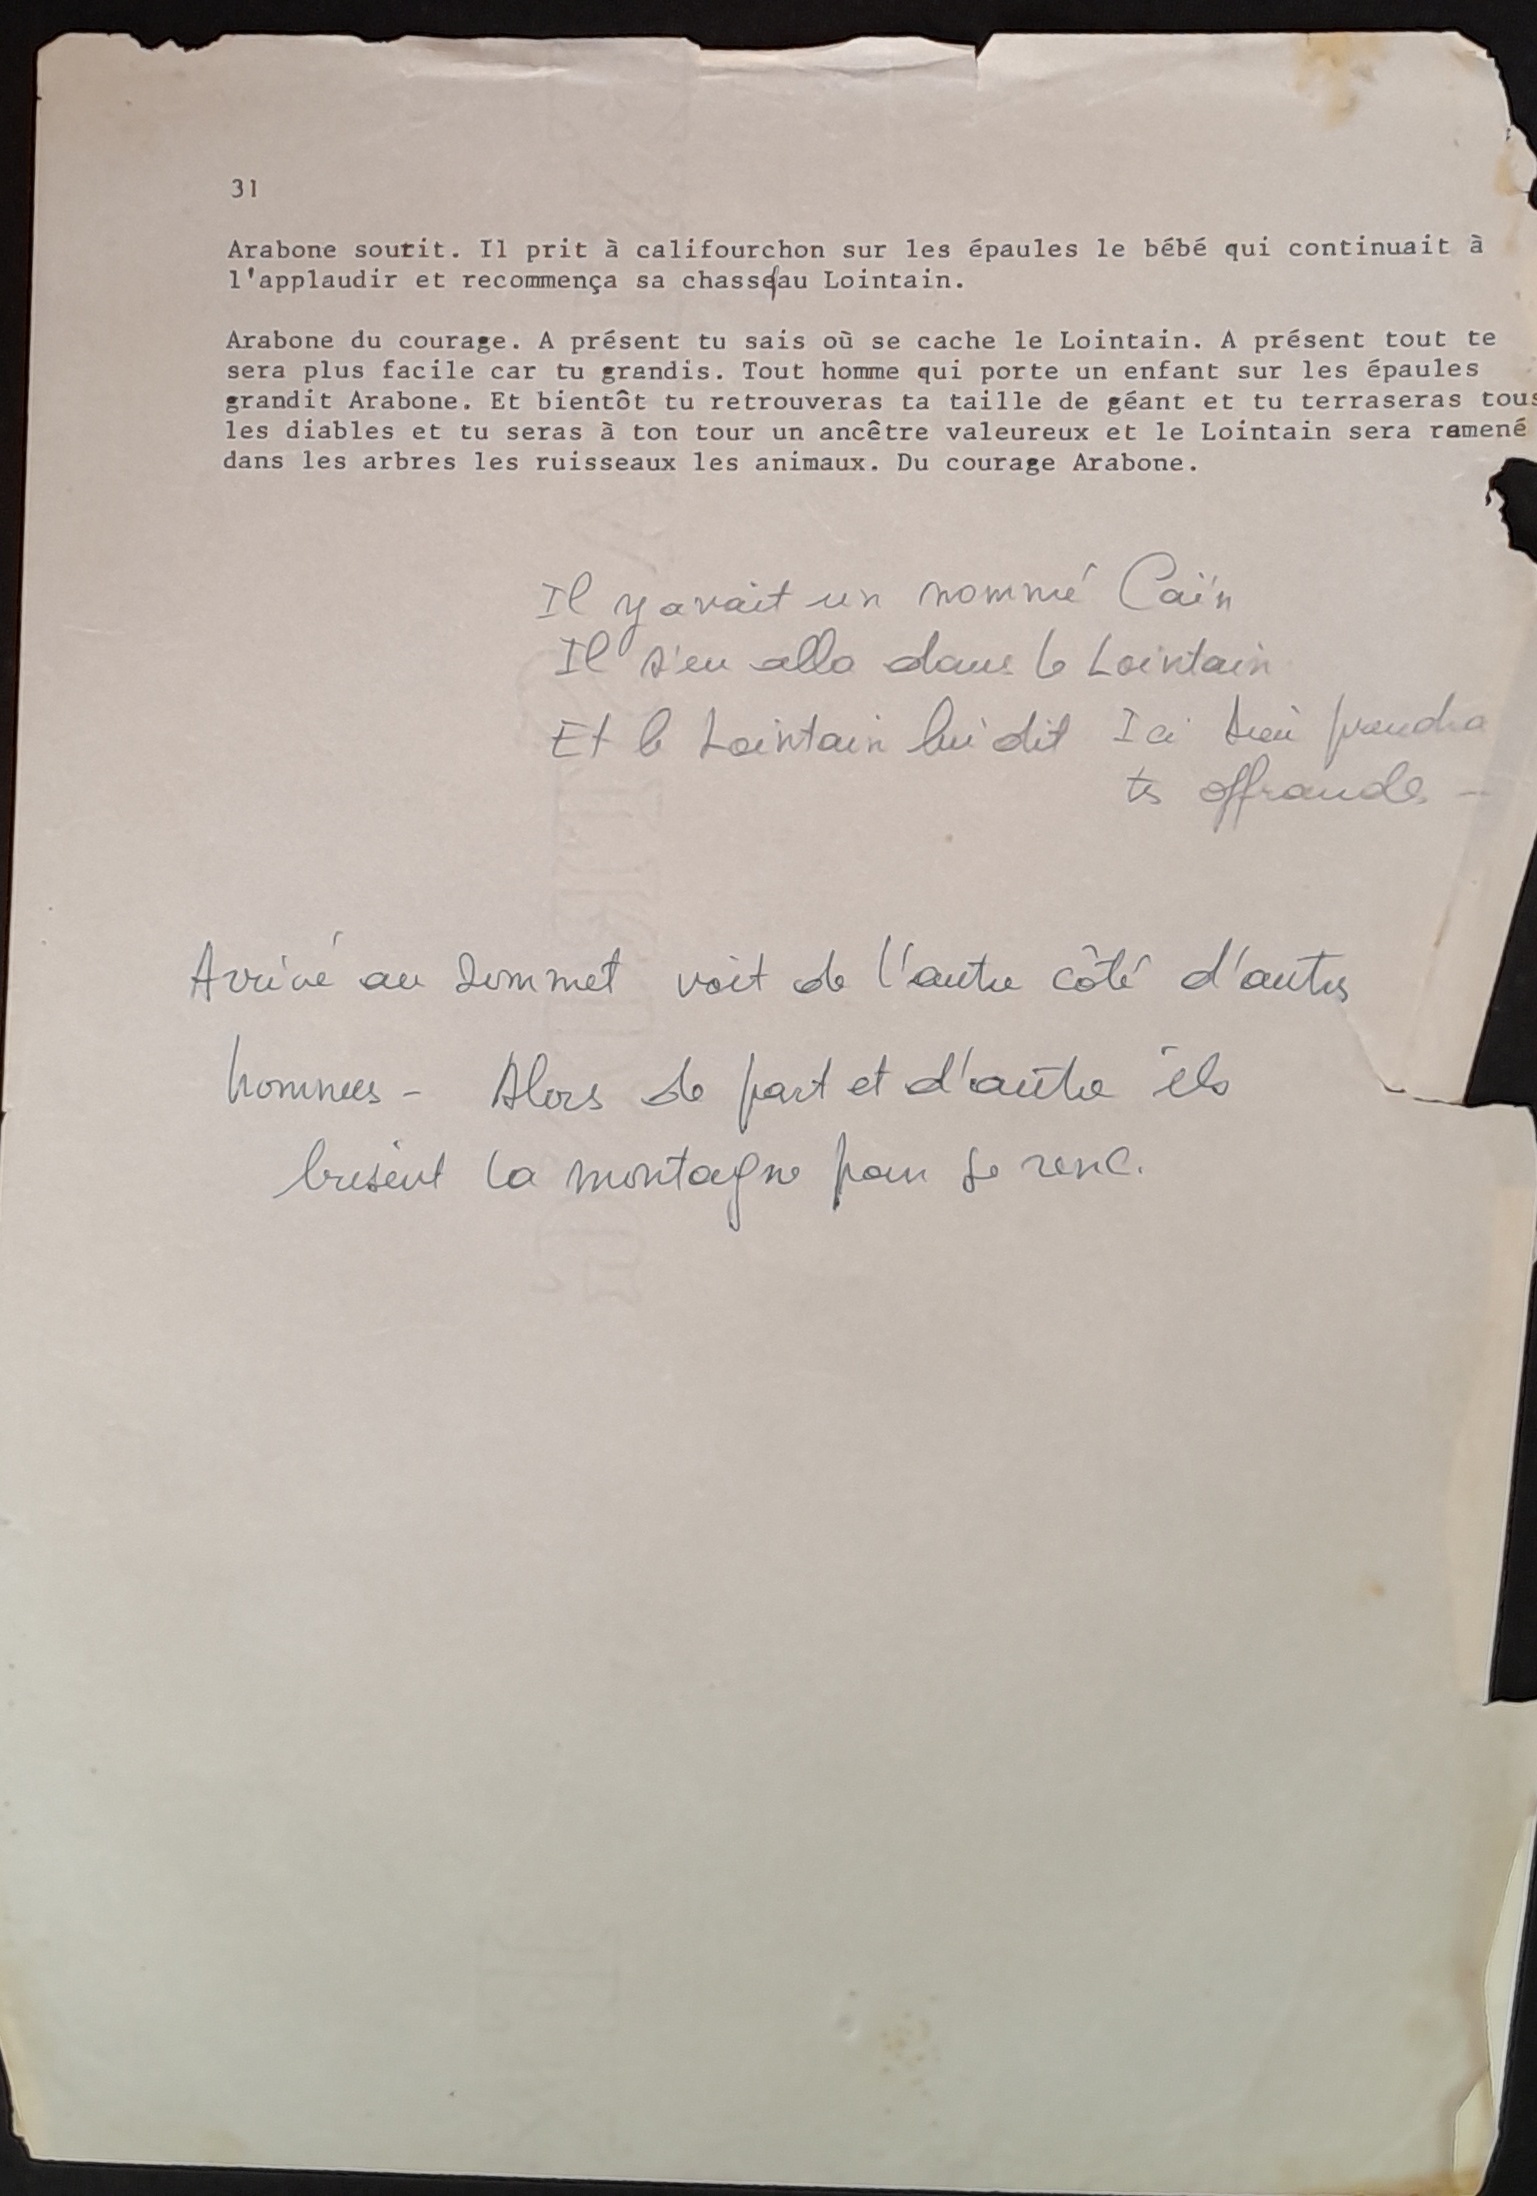 31
Arabone sourit. Il prit à califourchon sur les épaules le bébé qui continuait à
l'applaudir et recommença sa chasse/au Lointain.
Arabone du courage. A présent tu sais où se cache le Lointain. A présent tout te
sera plus facile car tu grandis. Tout homme qui porte un enfant sur les épaules
grandit Arabone. Et bientôt tu retrouveras ta taille de géant et tu terraseras tous
les diables et tu seras à ton tour un ancêtre valeureux et le Lointain sera ramené
dans les arbres les ruisseaux les animaux. Du courage Arabone.
Il y avait un nommé Caïn
Il s'en alla dans le Lointain
Et le Lointain lui dit Ici prendra
tes offrandes -
Arrivé au sommet voit de l'autre côté d'autres
hommes - Alors de part et d'autre ils
brisent la montagne pour se renc.